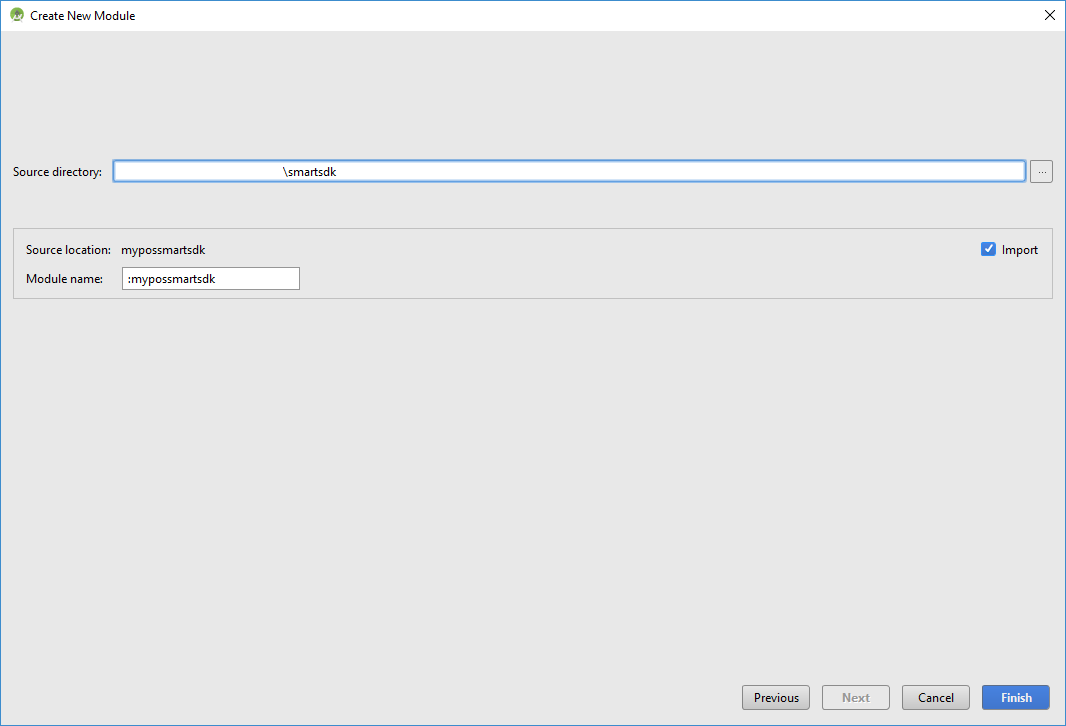 Create New Module
Source directory: \smartsdk ...
Source location: mypossmartsdk Import
Module name: :mypossmartsdk
Previous Next Cancel Finish